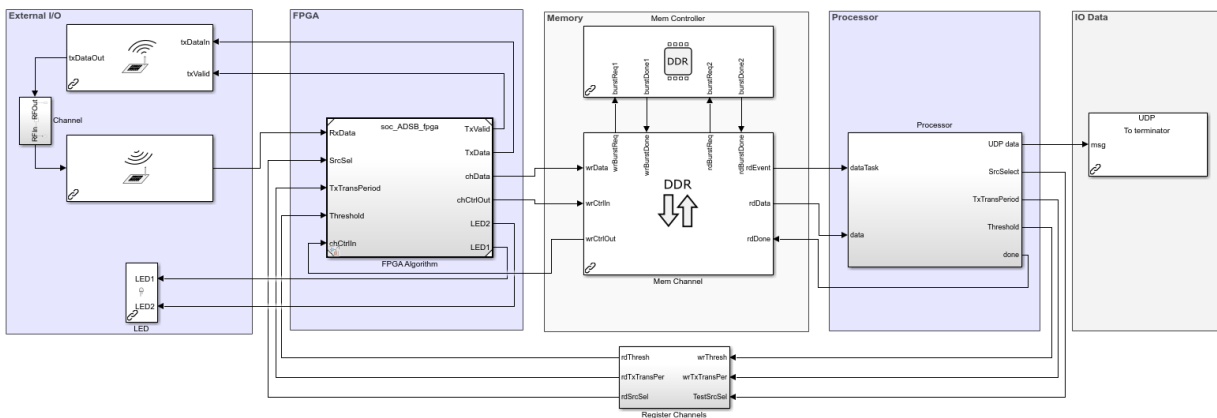 External I/O
txDataIn
txDataOut
txValid
RFIn
RFOut
Channel
LED1
LED2
LED
FPGA
soc_ADSB_fpga
RxData
SrcSel
TxTransPeriod
Threshold
chCtrlIn
TxValid
TxData
chData
chCtrlOut
LED2
LED1
FPGA Algorithm
Memory
Mem Controller
DDR
burstReq1
burstDone1
burstReq2
burstDone2
wrBurstReq
wrBurstDone
rdBurstReq
rdBurstDone
wrData
wrCtrlIn
wrCtrlOut
DDR
rdEvent
rdData
rdDone
Mem Channel
Processor
Processor
dataTask
data
UDP data
SrcSelect
TxTransPeriod
Threshold
done
IO Data
UDP
To terminator
msg
rdThresh
rdTxTransPer
rdSrcSel
wrThresh
wrTxTransPer
TestSrcSel
Register Channels